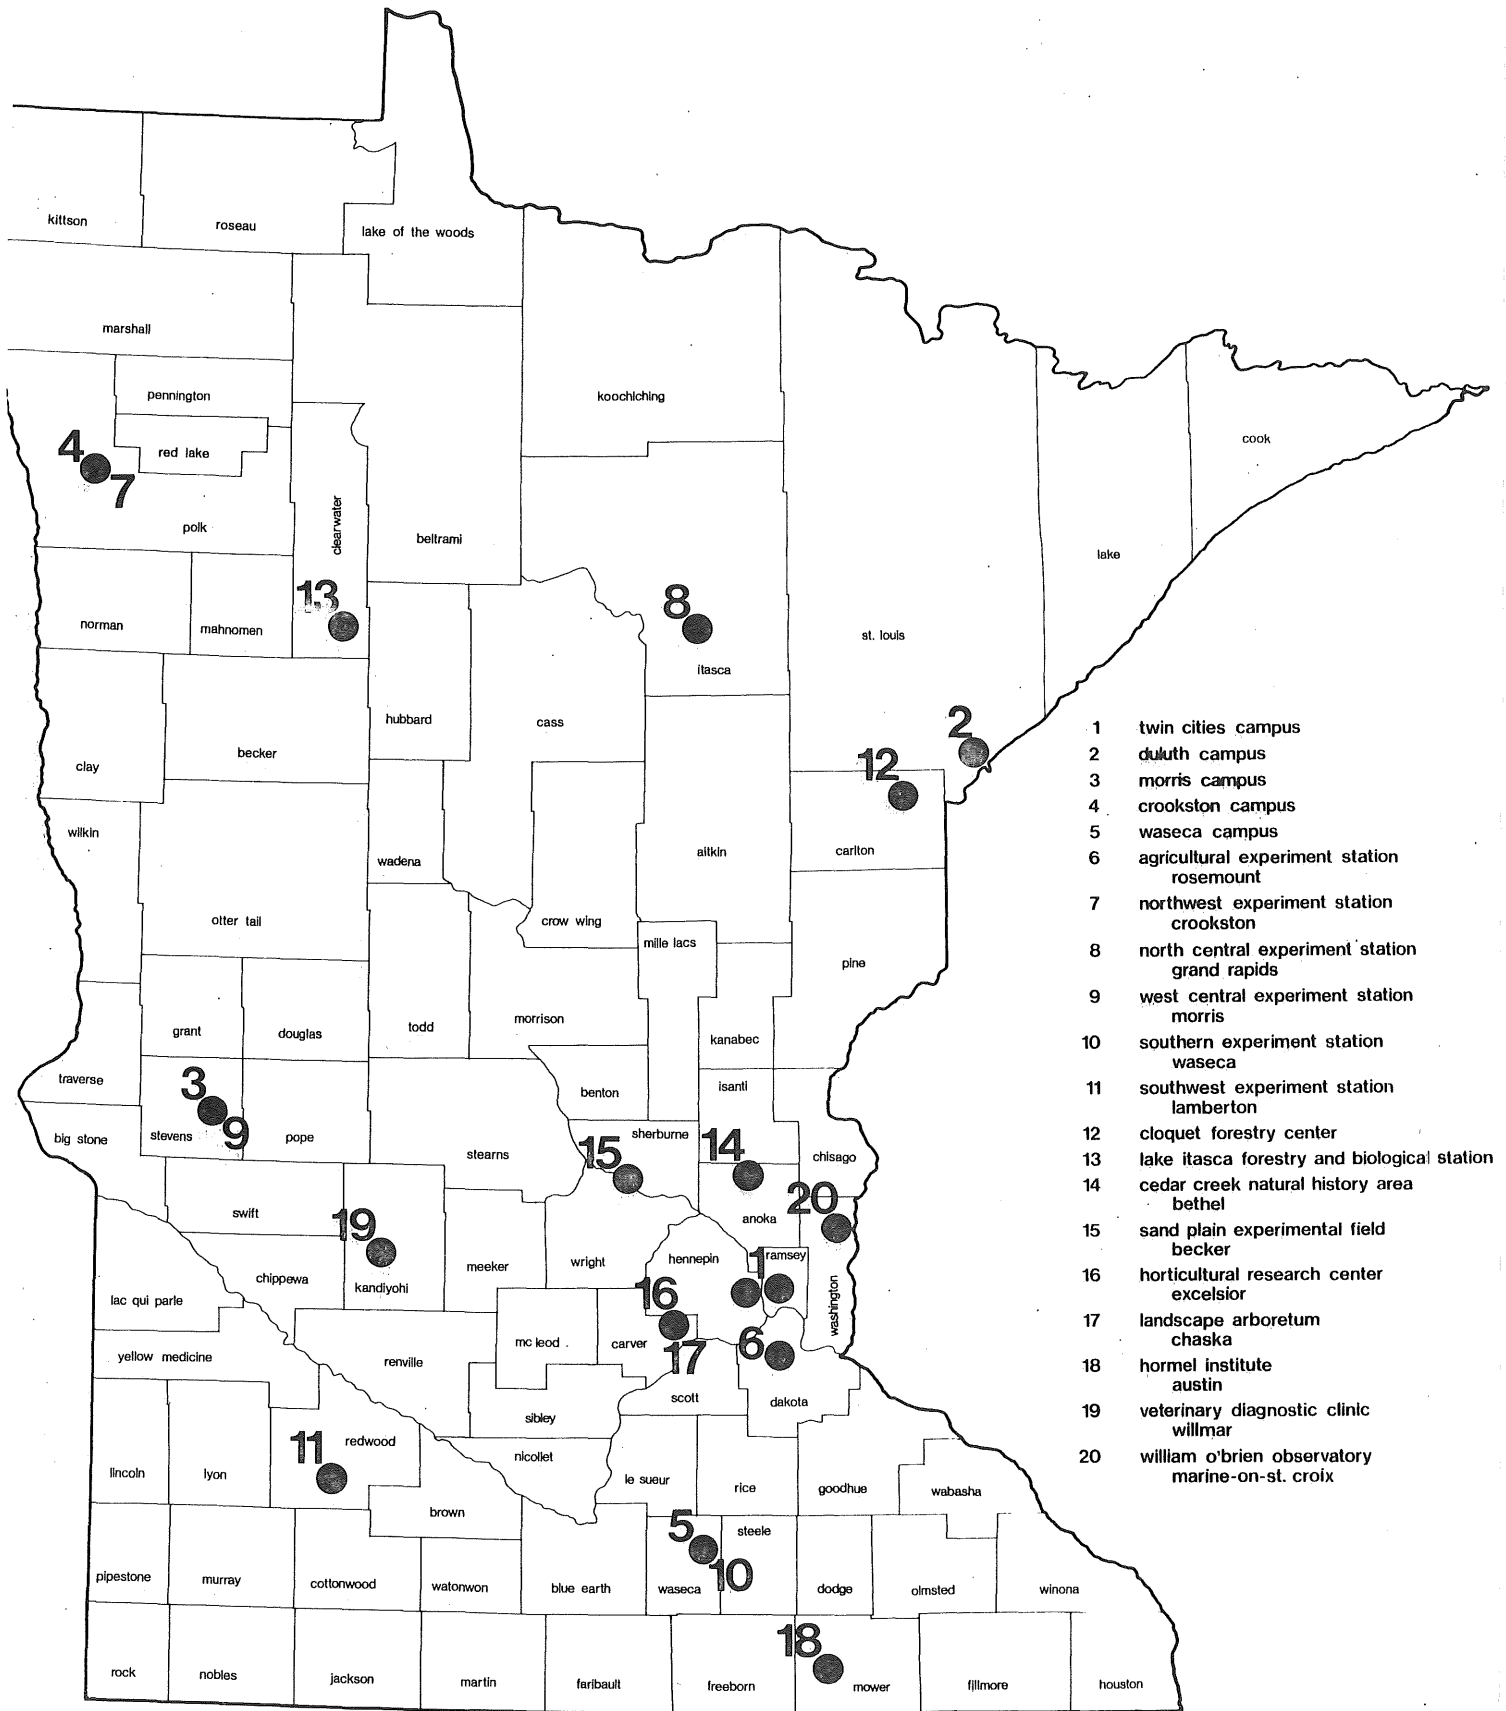 kittson
roseau
lake of the woods
marshall
pennington
koochiching
cook
4
red lake
7
clearwater
polk
beltrami
lake
13
8
norman
mahnomen
st. louis
itasca
hubbard
cass
2
becker
12
clay
wilkin
wadena
aitkin
carlton
otter tail
crow wing
mille lacs
pine
grant
douglas
todd
morrison
kanabec
traverse
3
benton
isanti
big stone
stevens
9
pope
sherburne
14
stearns
15
chisago
20
swift
19
anoka
wright
hennepin
1
ramsey
meeker
chippewa
kandiyohi
16
washington
lac qui parle
mc leod
carver
6
yellow medicine
renville
17
scott
dakota
sibley
11
redwood
nicollet
lincoln
lyon
le sueur
rice
goodhue
wabasha
brown
5
steele
pipestone
murray
cottonwood
watonwon
blue earth
waseca
10
dodge
olmsted
winona
18
rock
nobles
jackson
martin
faribault
freeborn
mower
fillmore
houston
1 twin cities campus
2 duluth campus
3 morris campus
4 crookston campus
5 waseca campus
6 agricultural experiment station
rosemount
7 northwest experiment station
crookston
8 north central experiment station
grand rapids
9 west central experiment station
morris
10 southern experiment station
waseca
11 southwest experiment station
lamberton
12 cloquet forestry center
13 lake itasca forestry and biological station
14 cedar creek natural history area
bethel
15 sand plain experimental field
becker
16 horticultural research center
excelsior
17 landscape arboretum
chaska
18 hormel institute
austin
19 veterinary diagnostic clinic
willmar
20 william o'brien observatory
marine-on-st. croix